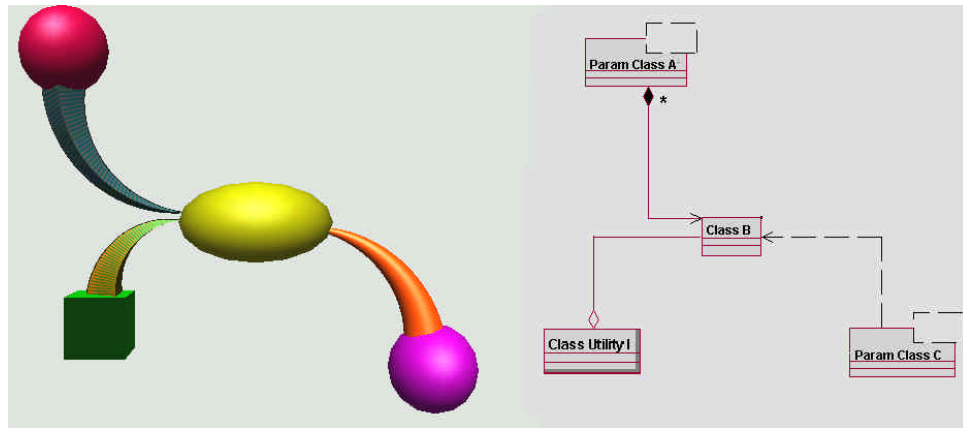 Param Class A
*
Class B
Class Utility I
Param Class C